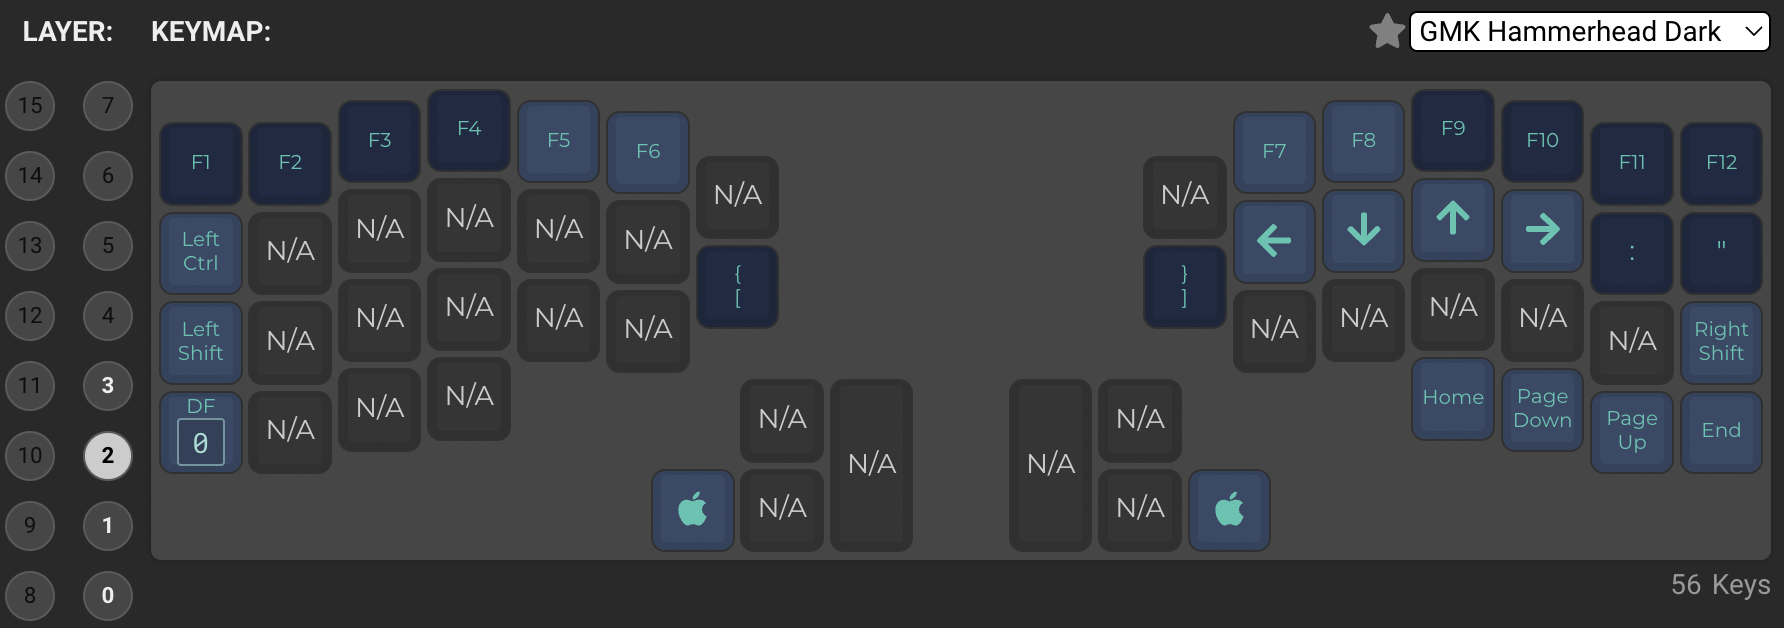 LAYER: KEYMAP: GMK Hammerhead Dark
15 7
14 6
13 5
12 4
11 3
10 2
9 1
8 0
F1 F2 F3 F4 F5 F6 N/A N/A F7 F8 F9 F10 F11 F12
Left
Ctrl
N/A N/A N/A N/A N/A
{
[
}
]
← ↓ ↑ → : "
Left
Shift
N/A N/A N/A N/A N/A N/A N/A N/A N/A N/A
Right
Shift
DF
0
N/A N/A N/A
N/A N/A N/A N/A
Home
Page
Down
Page
Up
End
N/A N/A
56 Keys